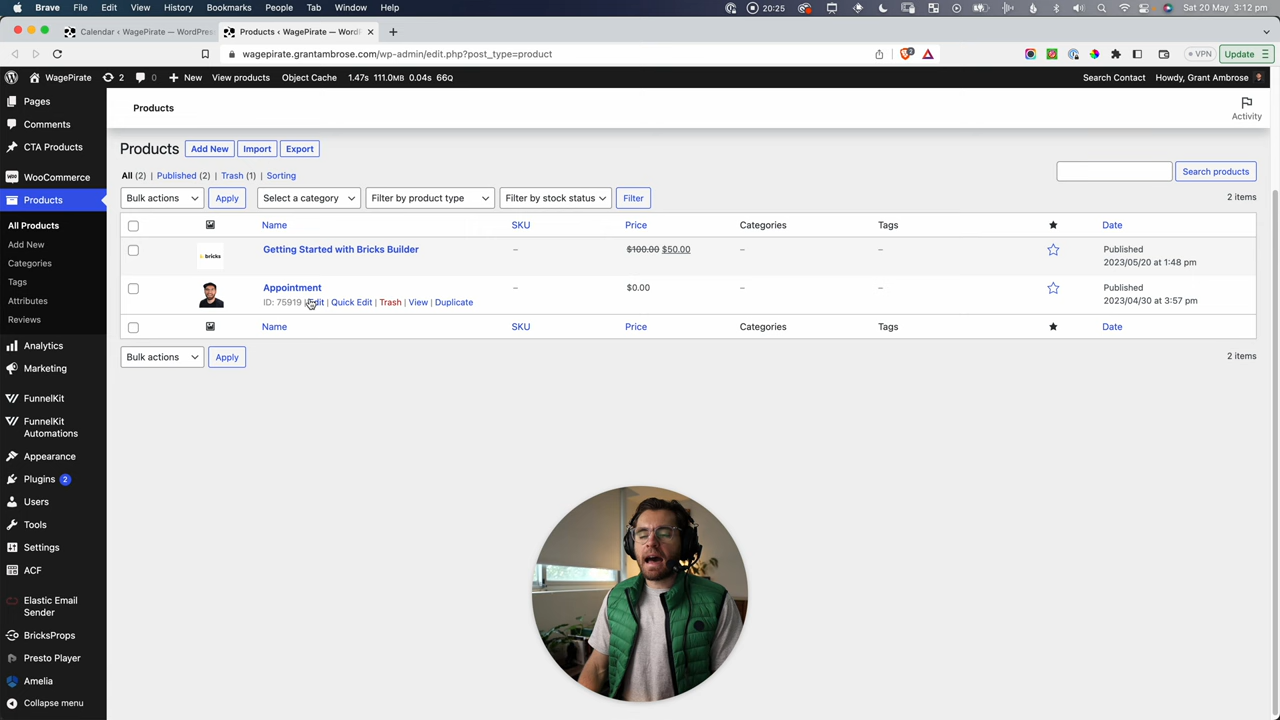 Brave File Edit View History Bookmarks People Tab Window Help 20:25 Sat 20 May 3:12 pm
Calendar ‹ WagePirate — WordPres
Products ‹ WagePirate — WordP
wagepirate.grantambrose.com/wp-admin/edit.php?post_type=product
VPN
Update
WagePirate 2 0 New View products Object Cache 1.47s 111.0MB 0.04s 66Q
Search Contact Howdy, Grant Ambrose
Pages
Comments
CTA Products
WooCommerce
Products
All Products
Add New
Categories
Tags
Attributes
Reviews
Analytics
Marketing
FunnelKit
FunnelKit
Automations
Appearance
Plugins 2
Users
Tools
Settings
ACF
Elastic Email
Sender
BricksProps
Presto Player
Amelia
Collapse menu
Products
Activity
Products Add New Import Export
All (2) | Published (2) | Trash (1) | Sorting
Search products
Bulk actions Apply Select a category Filter by product type Filter by stock status Filter
2 items
Name SKU Price Categories Tags Date
bricks
Getting Started with Bricks Builder – $100.00 $50.00 – – Published
2023/05/20 at 1:48 pm
Appointment – $0.00 – – Published
ID: 75919 | Edit | Quick Edit | Trash | View | Duplicate
2023/04/30 at 3:57 pm
Name SKU Price Categories Tags Date
Bulk actions Apply
2 items